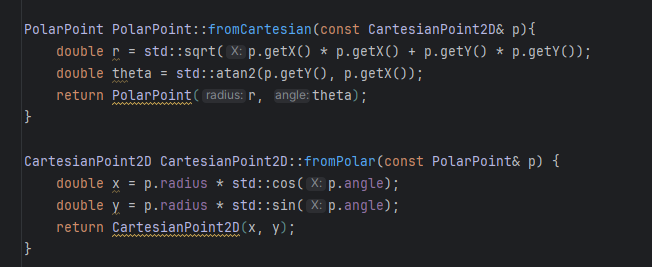 PolarPoint PolarPoint::fromCartesian(const CartesianPoint2D& p){
    double r = std::sqrt( X: p.getX() * p.getX() + p.getY() * p.getY());
    double theta = std::atan2(p.getY(), p.getX());
    return PolarPoint( radius: r, angle: theta);
}
CartesianPoint2D CartesianPoint2D::fromPolar(const PolarPoint& p) {
    double x = p.radius * std::cos( X: p.angle);
    double y = p.radius * std::sin( X: p.angle);
    return CartesianPoint2D(x, y);
}